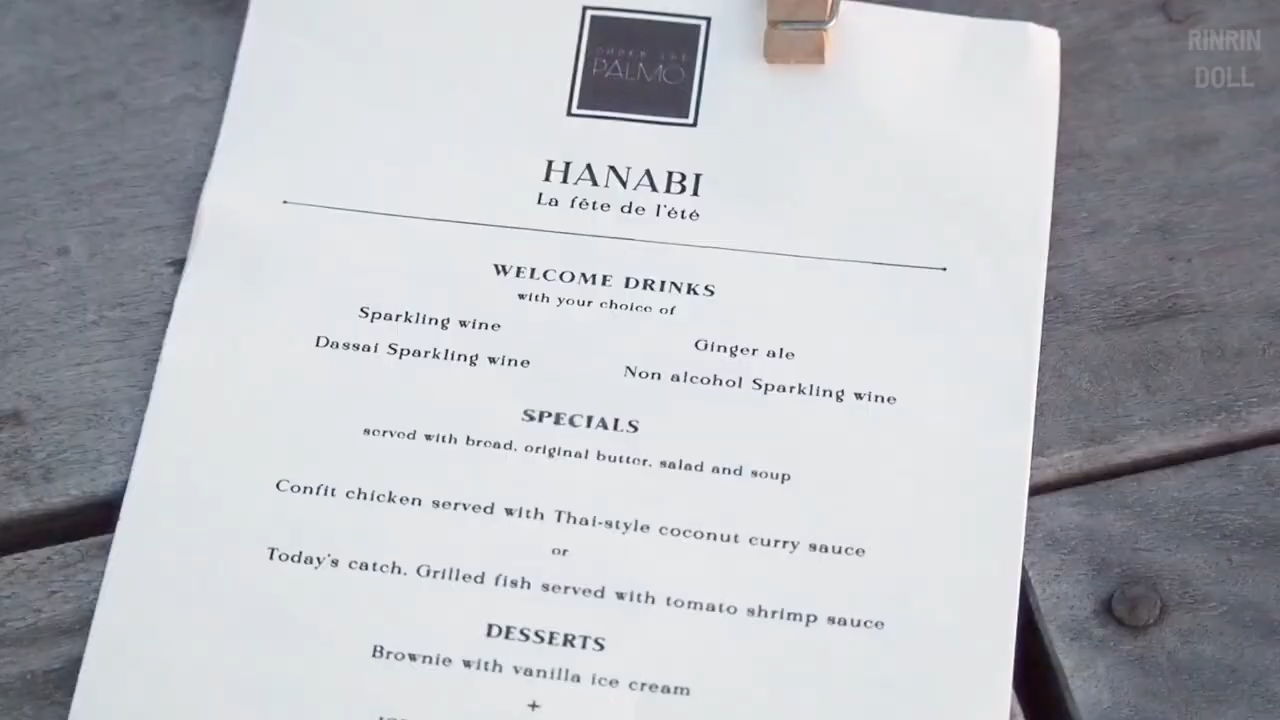 PALMO
RINRIN
DOLL
HANABI
La fête de l'été
WELCOME DRINKS
with your choice of
Sparkling wine
Ginger ale
Dassai Sparkling wine
Non alcohol Sparkling wine
SPECIALS
served with bread, original butter, salad and soup
Confit chicken served with Thai-style coconut curry sauce
or
Today's catch. Grilled fish served with tomato shrimp sauce
DESSERTS
Brownie with vanilla ice cream
+